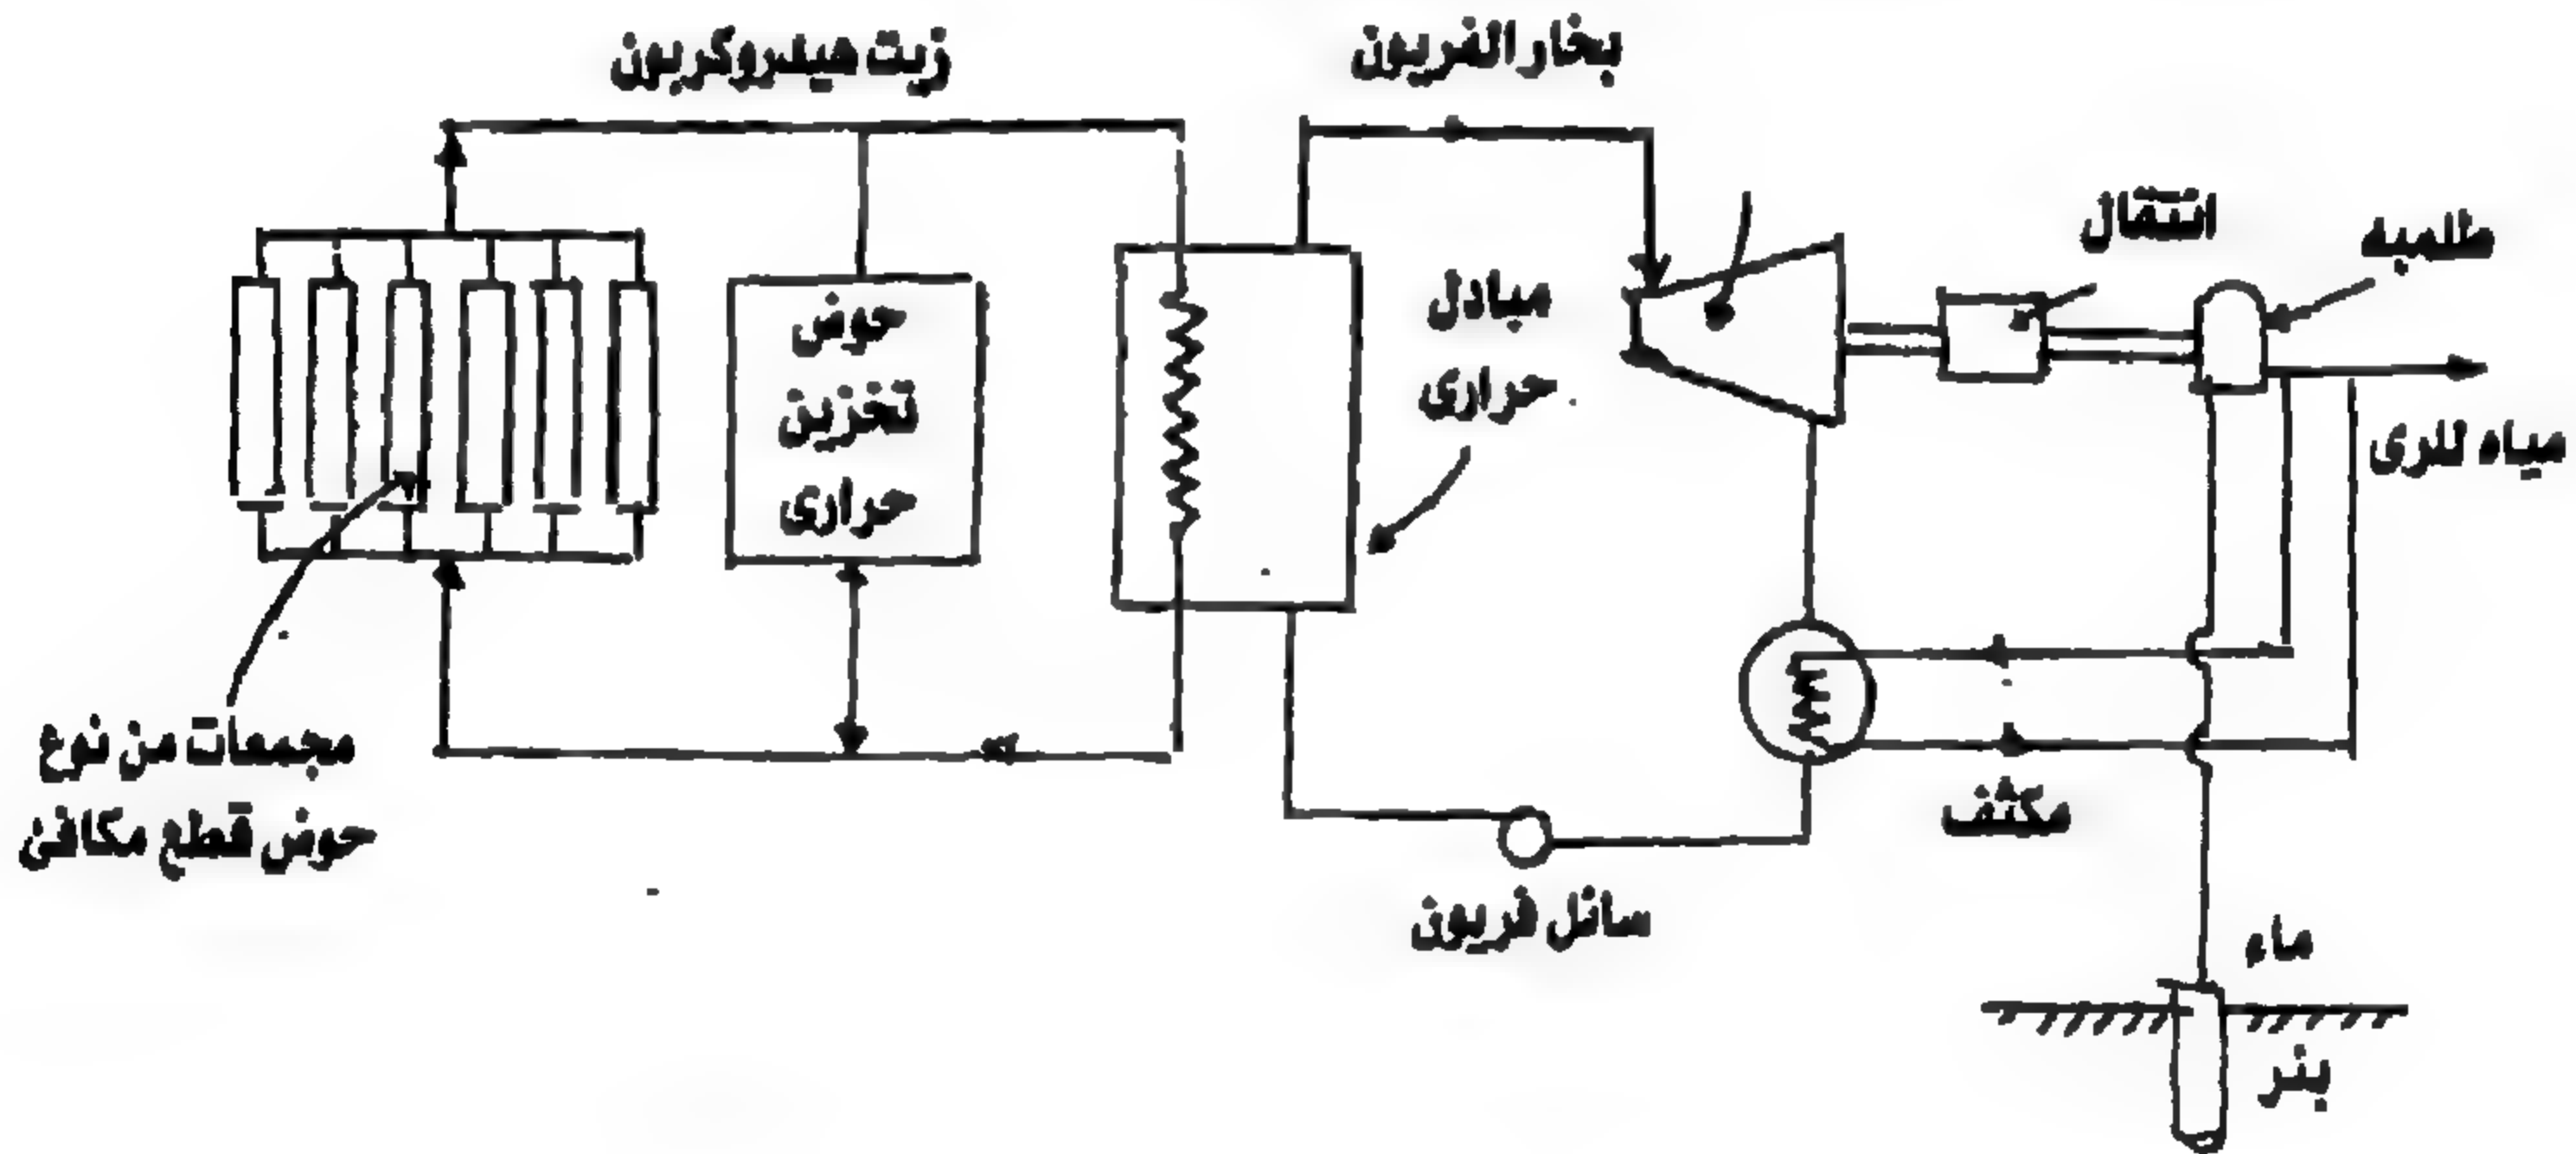 زيت هيدروكربون
بخار الفريون
انتقال
طلمبه
مبادل
حرارى
حوض
تخزين
حرارى
مياه للرى
مجمعات من نوع
حوض قطع مكافئ
مكثف
سائل فريون
ماء
بئر